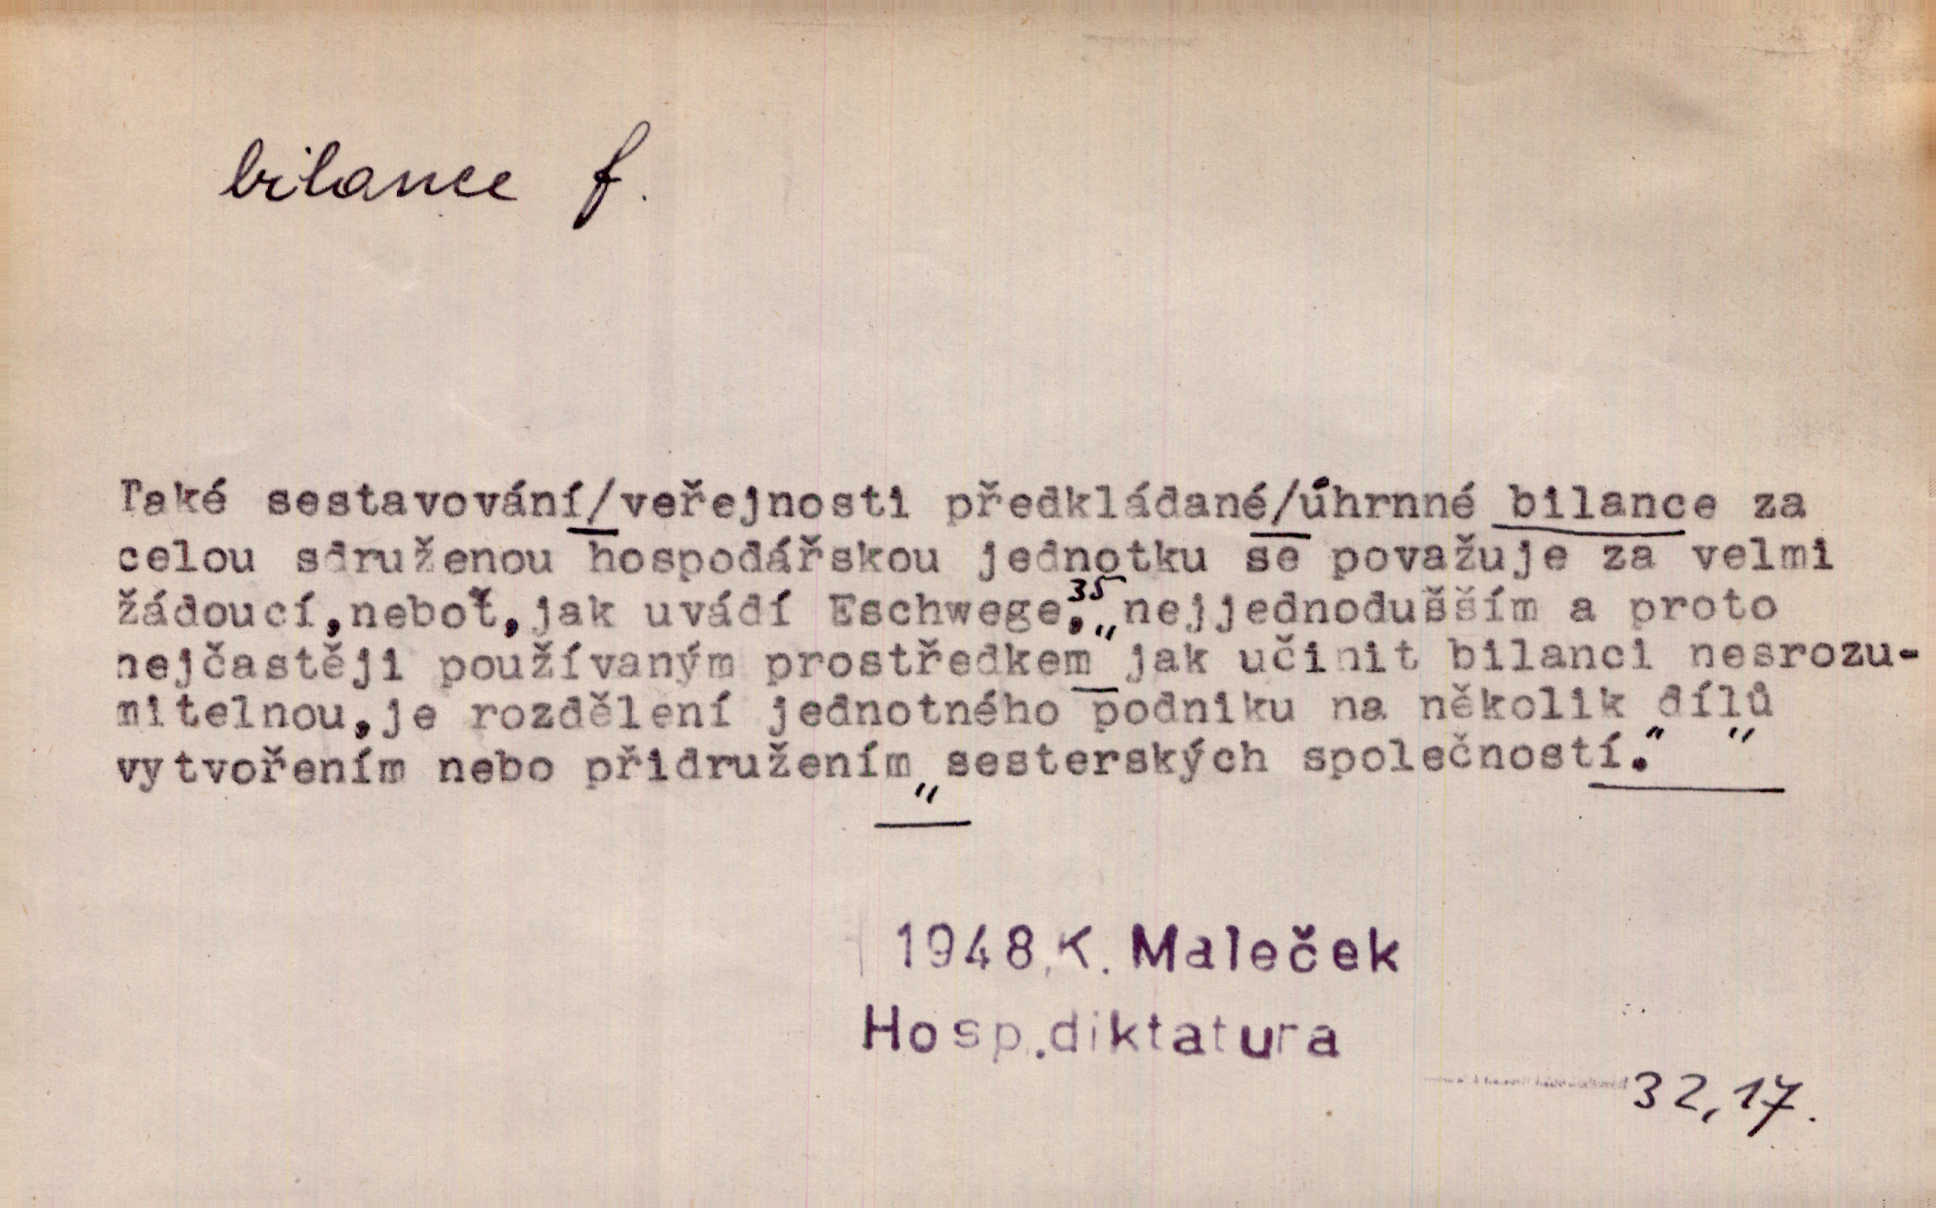 bilance f.
Také sestavování/veřejnosti předkládané/úhrnné bilance za
celou sdruženou hospodářskou jednotku se považuje za velmi
žádoucí,neboť,jak uvádí Eschwege,³⁵„nejjednodušším a proto
nejčastěji používaným prostředkem jak učinit bilanci nesrozu-
mitelnou,je rozdělení jednotného podniku na několik dílů
vytvořením nebo přidružením „sesterských společností.""
1948,K. Maleček
Hosp.diktatura
32,17.